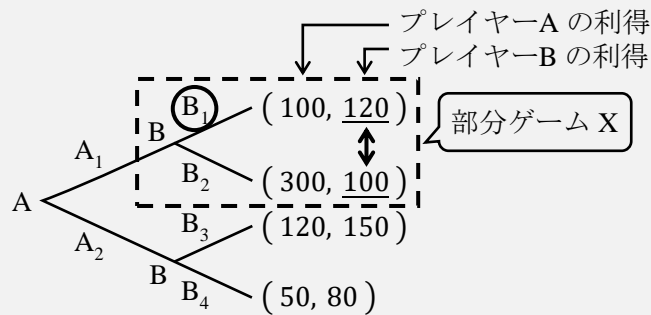 プレイヤーA の利得
プレイヤーB の利得
B₁
( 100, 120 )
部分ゲーム X
B
A₁
B₂
( 300, 100 )
A
B₃
( 120, 150 )
A₂
B
B₄
( 50, 80 )